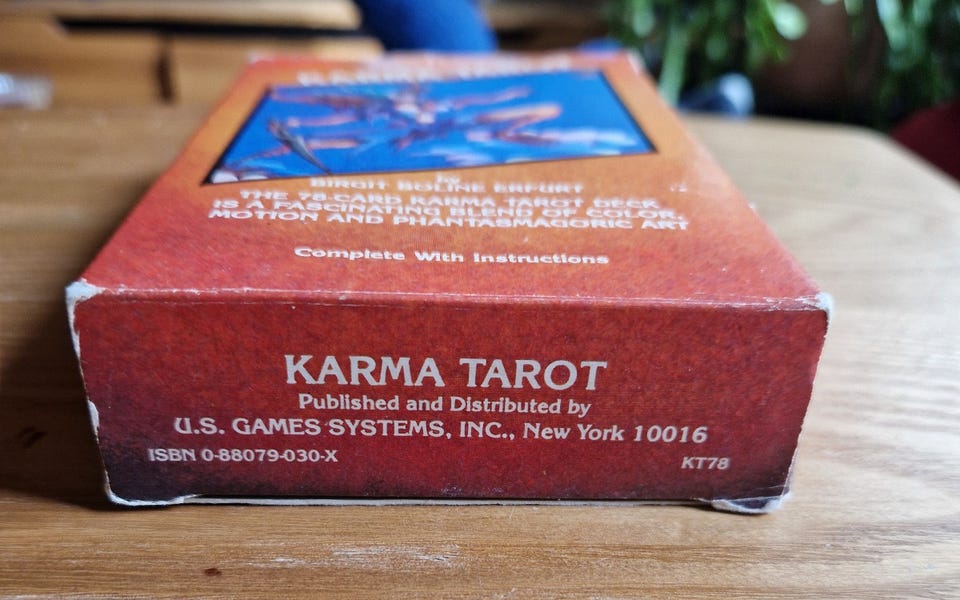 KARMA TAROT
by
BIRGIT BOLINE ERFURT
THE 78-CARD KARMA TAROT DECK
IS A FASCINATING BLEND OF COLOR,
MOTION AND PHANTASMAGORIC ART
Complete With Instructions
KARMA TAROT
Published and Distributed by
U.S. GAMES SYSTEMS, INC., New York 10016
ISBN 0-88079-030-X
KT78